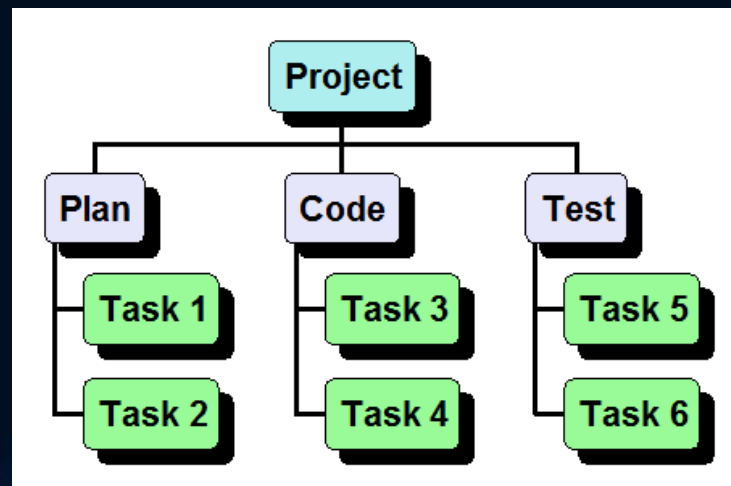 Project
Plan
Code
Test
Task 1
Task 3
Task 5
Task 2
Task 4
Task 6